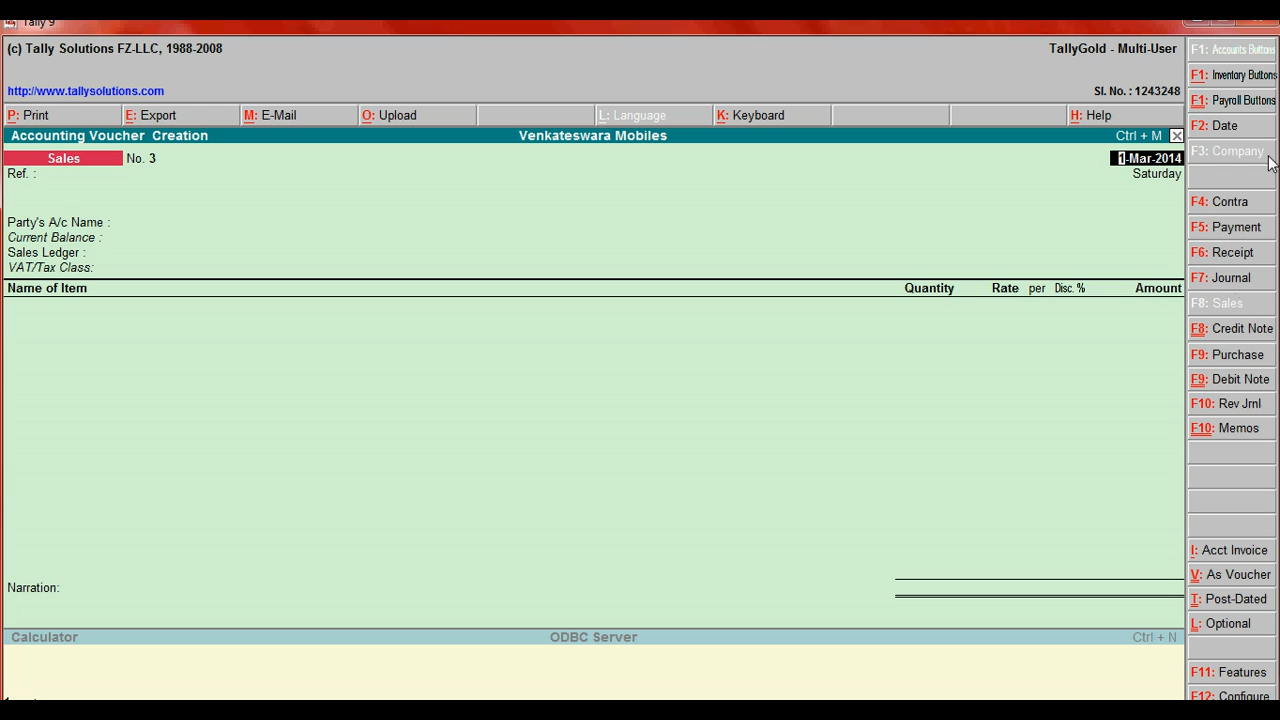 Tally 9
(c) Tally Solutions FZ-LLC, 1988-2008
TallyGold - Multi-User
http://www.tallysolutions.com
Sl. No. : 1243248
P: Print
E: Export
M: E-Mail
O: Upload
L: Language
K: Keyboard
H: Help
Accounting Voucher Creation
Venkateswara Mobiles
Ctrl + M
Sales
No. 3
1-Mar-2014
Ref. :
Saturday
Party's A/c Name :
Current Balance :
Sales Ledger :
VAT/Tax Class:
Name of Item
Quantity
Rate
per
Disc. %
Amount
Narration:
Calculator
ODBC Server
Ctrl + N
F1: Accounts Buttons
F1: Inventory Buttons
F1: Payroll Buttons
F2: Date
F3: Company
F4: Contra
F5: Payment
F6: Receipt
F7: Journal
F8: Sales
F8: Credit Note
F9: Purchase
F9: Debit Note
F10: Rev Jrnl
F10: Memos
I: Acct Invoice
V: As Voucher
T: Post-Dated
L: Optional
F11: Features
F12: Configure